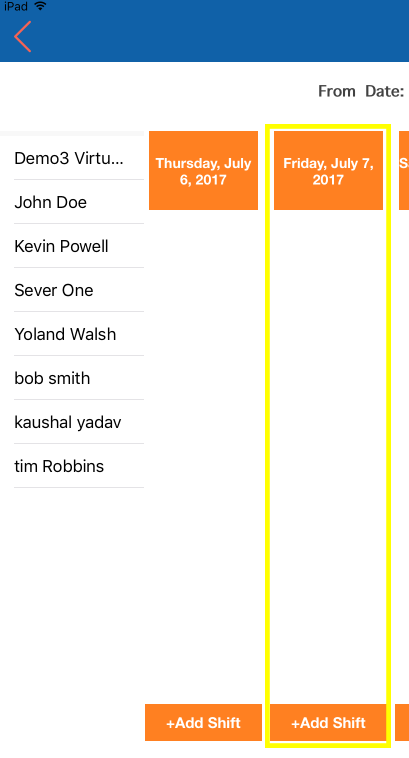 iPad
From Date:
Demo3 Virtu...
John Doe
Kevin Powell
Sever One
Yoland Walsh
bob smith
kaushal yadav
tim Robbins
Thursday, July
6, 2017
Friday, July 7,
2017
+Add Shift
+Add Shift